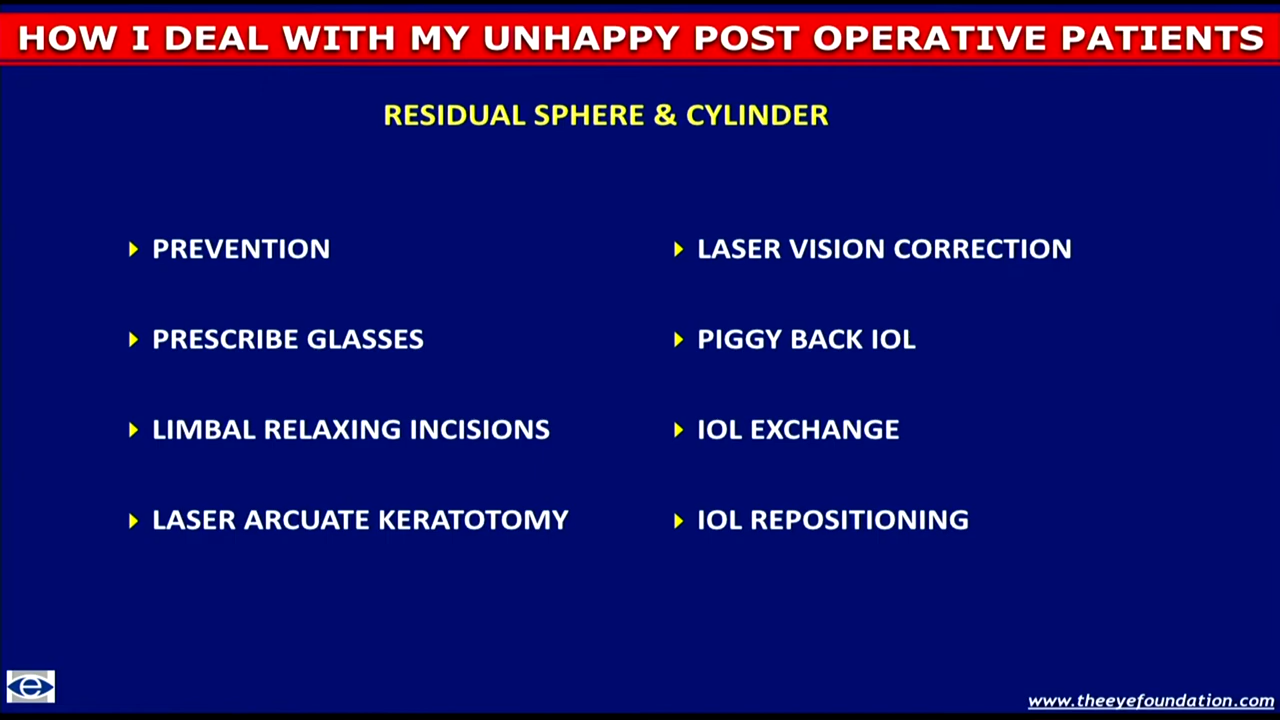 HOW I DEAL WITH MY UNHAPPY POST OPERATIVE PATIENTS
RESIDUAL SPHERE & CYLINDER
PREVENTION
PRESCRIBE GLASSES
LIMBAL RELAXING INCISIONS
LASER ARCUATE KERATOTOMY
LASER VISION CORRECTION
PIGGY BACK IOL
IOL EXCHANGE
IOL REPOSITIONING
e
www.theeyefoundation.com